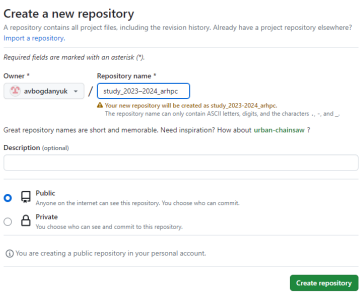 Create a new repository
A repository contains all project files, including the revision history. Already have a project repository elsewhere?
Import a repository.
Required fields are marked with an asterisk (*).
Owner * Repository name *
avbogdanyuk / study_2023–2024_arhpc
Your new repository will be created as study_2023-2024_arhpc.
The repository name can only contain ASCII letters, digits, and the characters ., -, and _.
Great repository names are short and memorable. Need inspiration? How about urban-chainsaw ?
Description (optional)
Public
Anyone on the internet can see this repository. You choose who can commit.
Private
You choose who can see and commit to this repository.
You are creating a public repository in your personal account.
Create repository